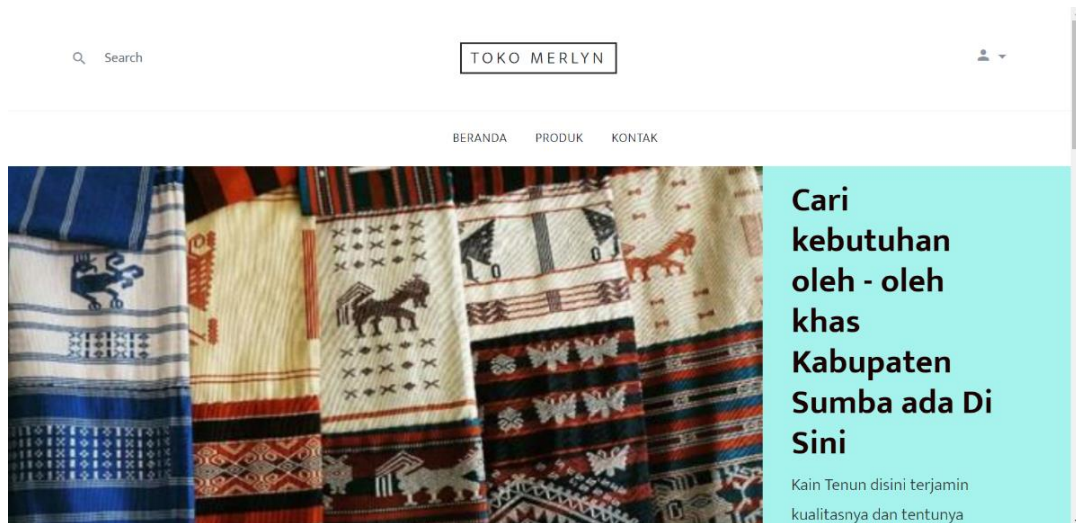 Search
TOKO MERLYN
BERANDA PRODUK KONTAK
Cari
kebutuhan
oleh - oleh
khas
Kabupaten
Sumba ada Di
Sini
Kain Tenun disini terjamin
kualitasnya dan tentunya